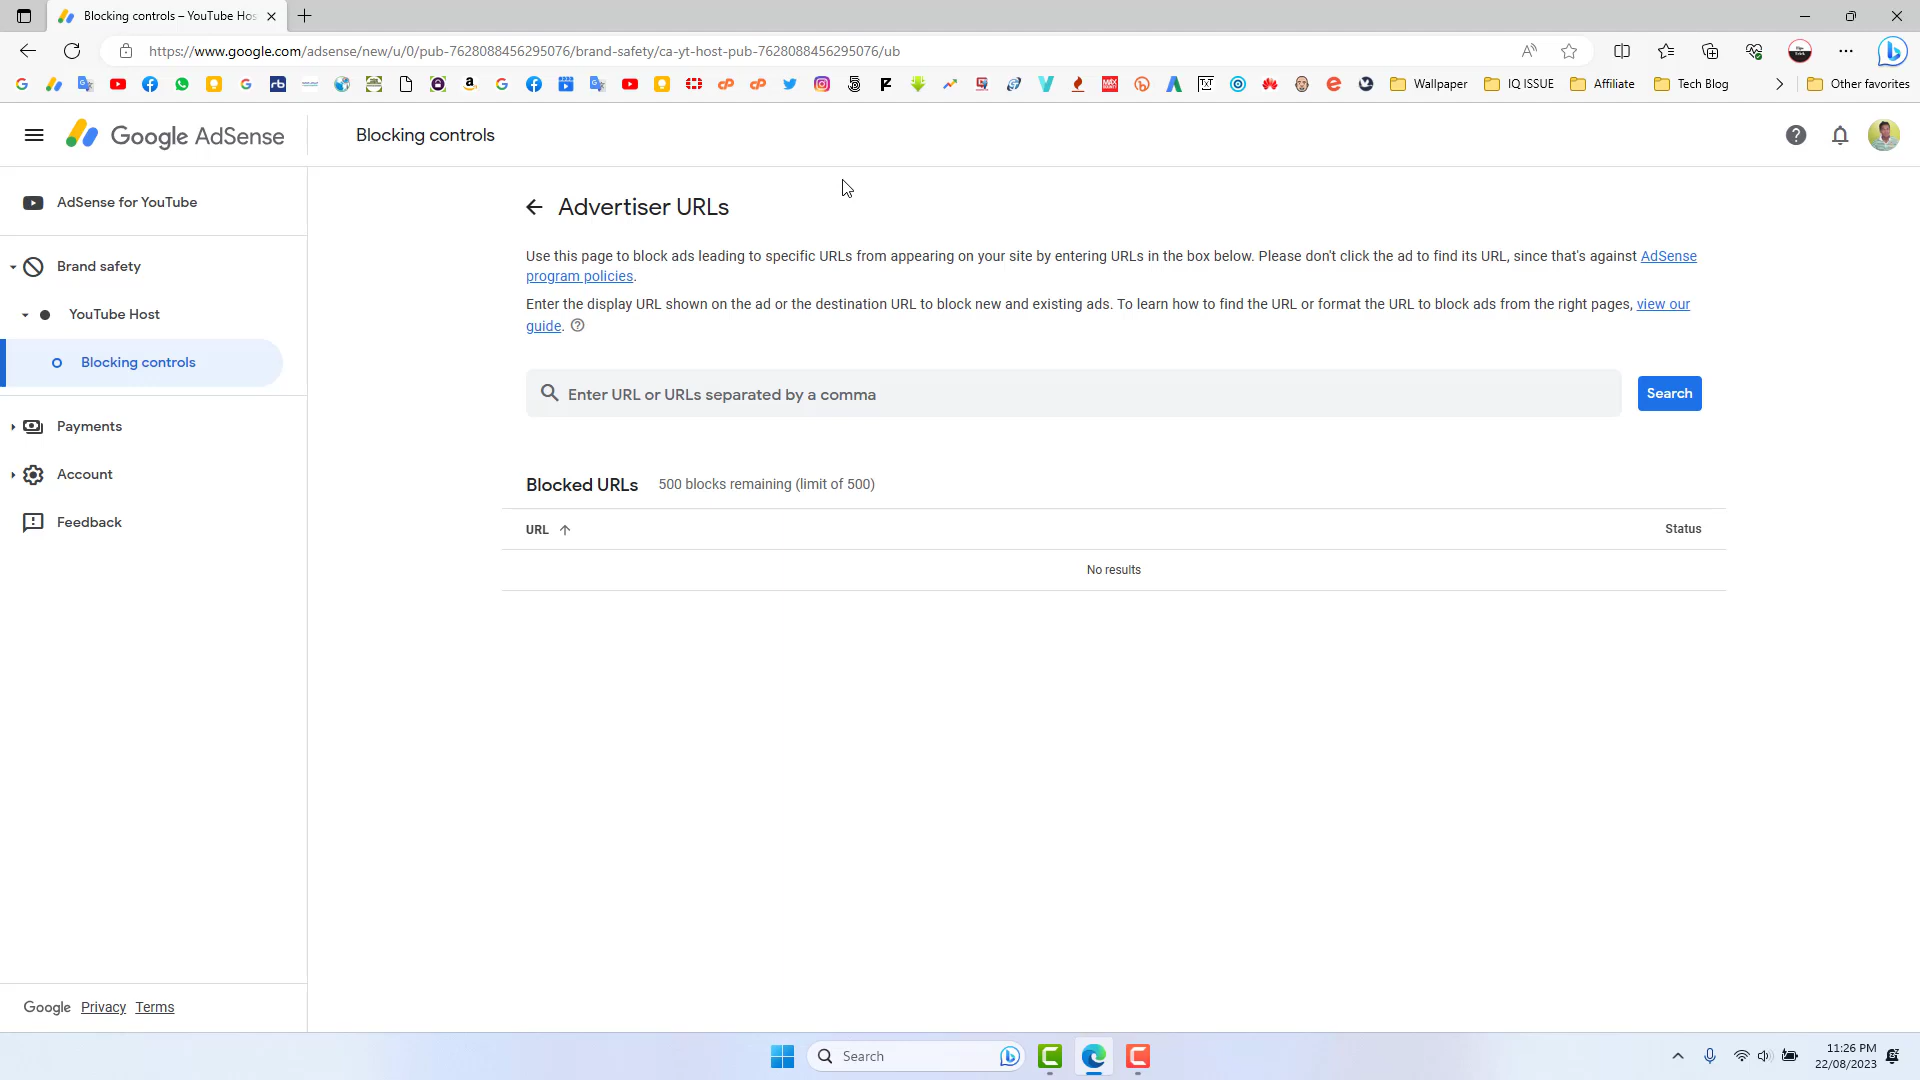 Blocking controls – YouTube Hos
https://www.google.com/adsense/new/u/0/pub-7628088456295076/brand-safety/ca-yt-host-pub-7628088456295076/ub
Wallpaper
IQ ISSUE
Affiliate
Tech Blog
Other favorites
Google AdSense
Blocking controls
AdSense for YouTube
Brand safety
YouTube Host
Blocking controls
Payments
Account
Feedback
Advertiser URLs
Use this page to block ads leading to specific URLs from appearing on your site by entering URLs in the box below. Please don't click the ad to find its URL, since that's against AdSense
program policies.
Enter the display URL shown on the ad or the destination URL to block new and existing ads. To learn how to find the URL or format the URL to block ads from the right pages, view our
guide.
Enter URL or URLs separated by a comma
Search
Blocked URLs 500 blocks remaining (limit of 500)
URL Status
No results
Google Privacy Terms
Search
11:26 PM
22/08/2023